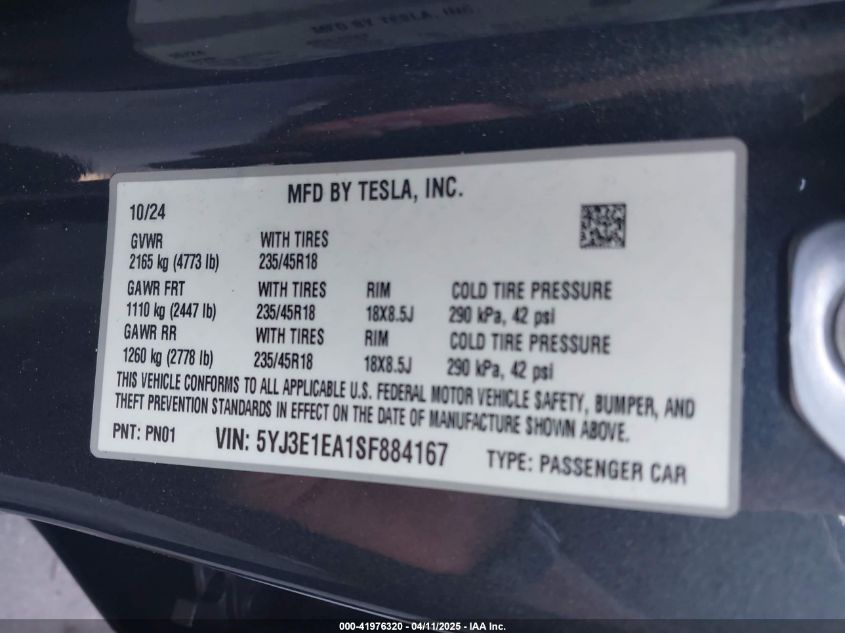 MFD BY TESLA, INC
MFD BY TESLA, INC.
10/24
GVWR WITH TIRES
2165 kg (4773 lb) 235/45R18
GAWR FRT WITH TIRES RIM COLD TIRE PRESSURE
1110 kg (2447 lb) 235/45R18 18X8.5J 290 kPa, 42 psi
GAWR RR WITH TIRES RIM COLD TIRE PRESSURE
1260 kg (2778 lb) 235/45R18 18X8.5J 290 kPa, 42 psi
THIS VEHICLE CONFORMS TO ALL APPLICABLE U.S. FEDERAL MOTOR VEHICLE SAFETY, BUMPER, AND
THEFT PREVENTION STANDARDS IN EFFECT ON THE DATE OF MANUFACTURE SHOWN ABOVE.
PNT: PN01 VIN: 5YJ3E1EA1SF884167 TYPE: PASSENGER CAR
000-41976320 - 04/11/2025 - IAA Inc.